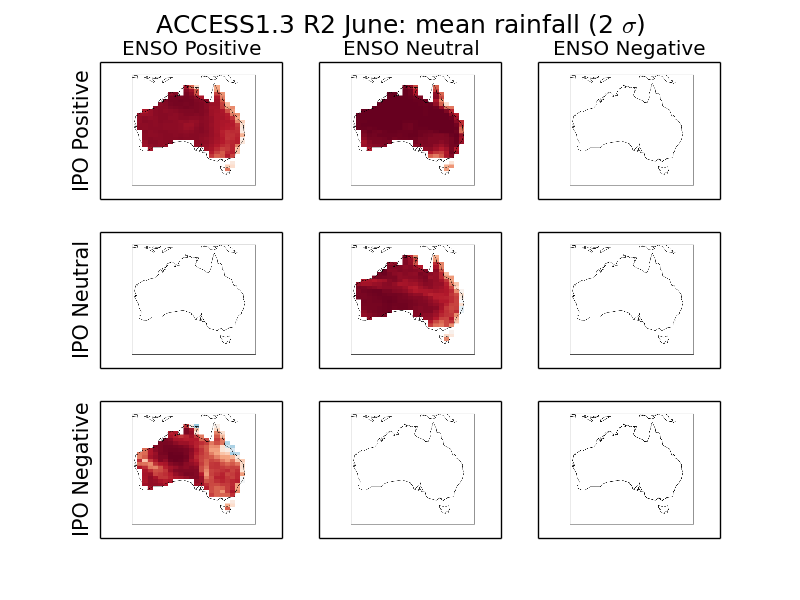 ACCESS1.3 R2 June: mean rainfall (2 σ)
ENSO Positive
ENSO Neutral
ENSO Negative
IPO Positive
IPO Neutral
IPO Negative